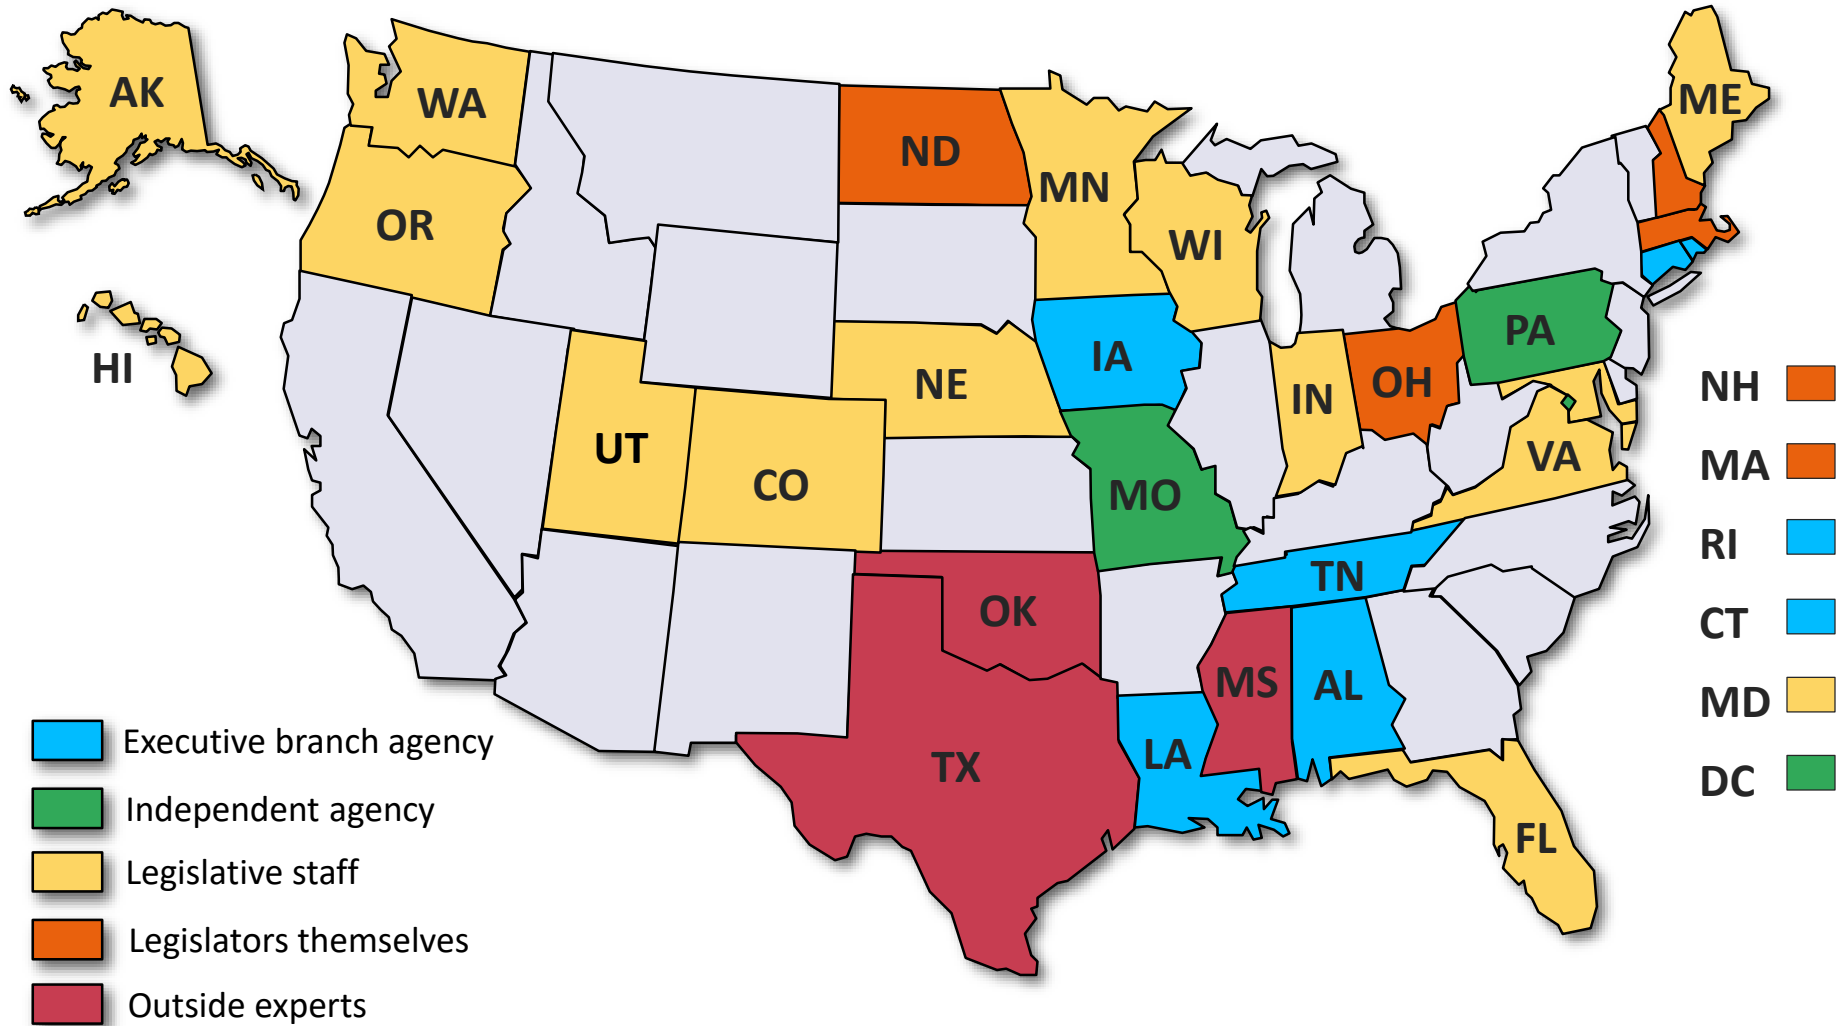 AK
WA
ND
ME
MN
OR
WI
PA
HI
IA
NE
IN
OH
NH
UT
VA
MA
CO
MO
RI
TN
OK
CT
MS
AL
MD
Executive branch agency
LA
TX
DC
Independent agency
FL
Legislative staff
Legislators themselves
Outside experts